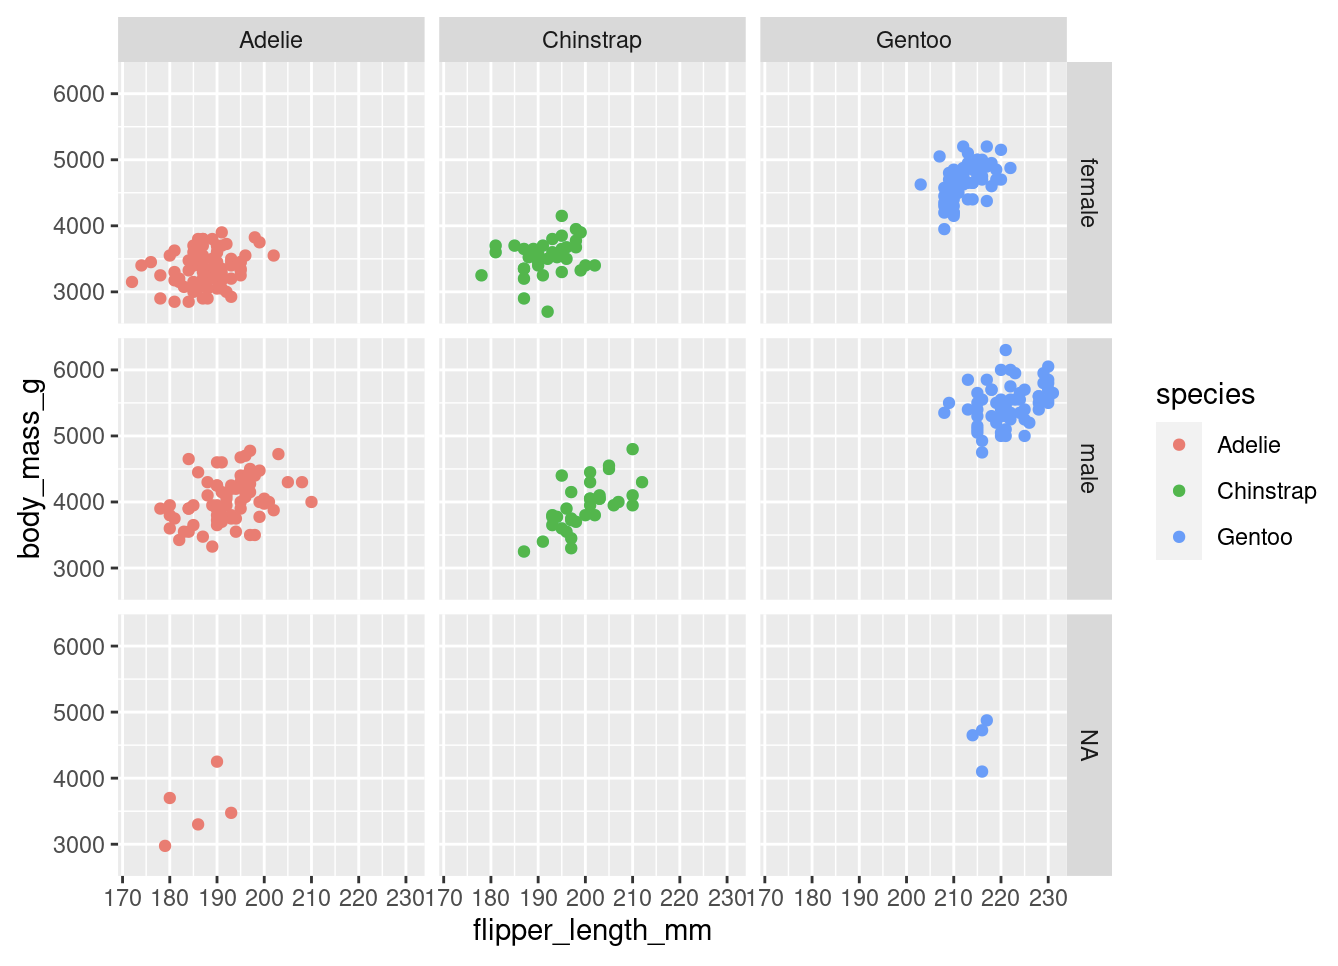 Adelie Chinstrap Gentoo
6000
5000
4000
3000
female
6000
5000
4000
3000
male
6000
5000
4000
3000
NA
170 180 190 200 210 220 230 170 180 190 200 210 220 230 170 180 190 200 210 220 230
flipper_length_mm
body_mass_g
species
Adelie
Chinstrap
Gentoo